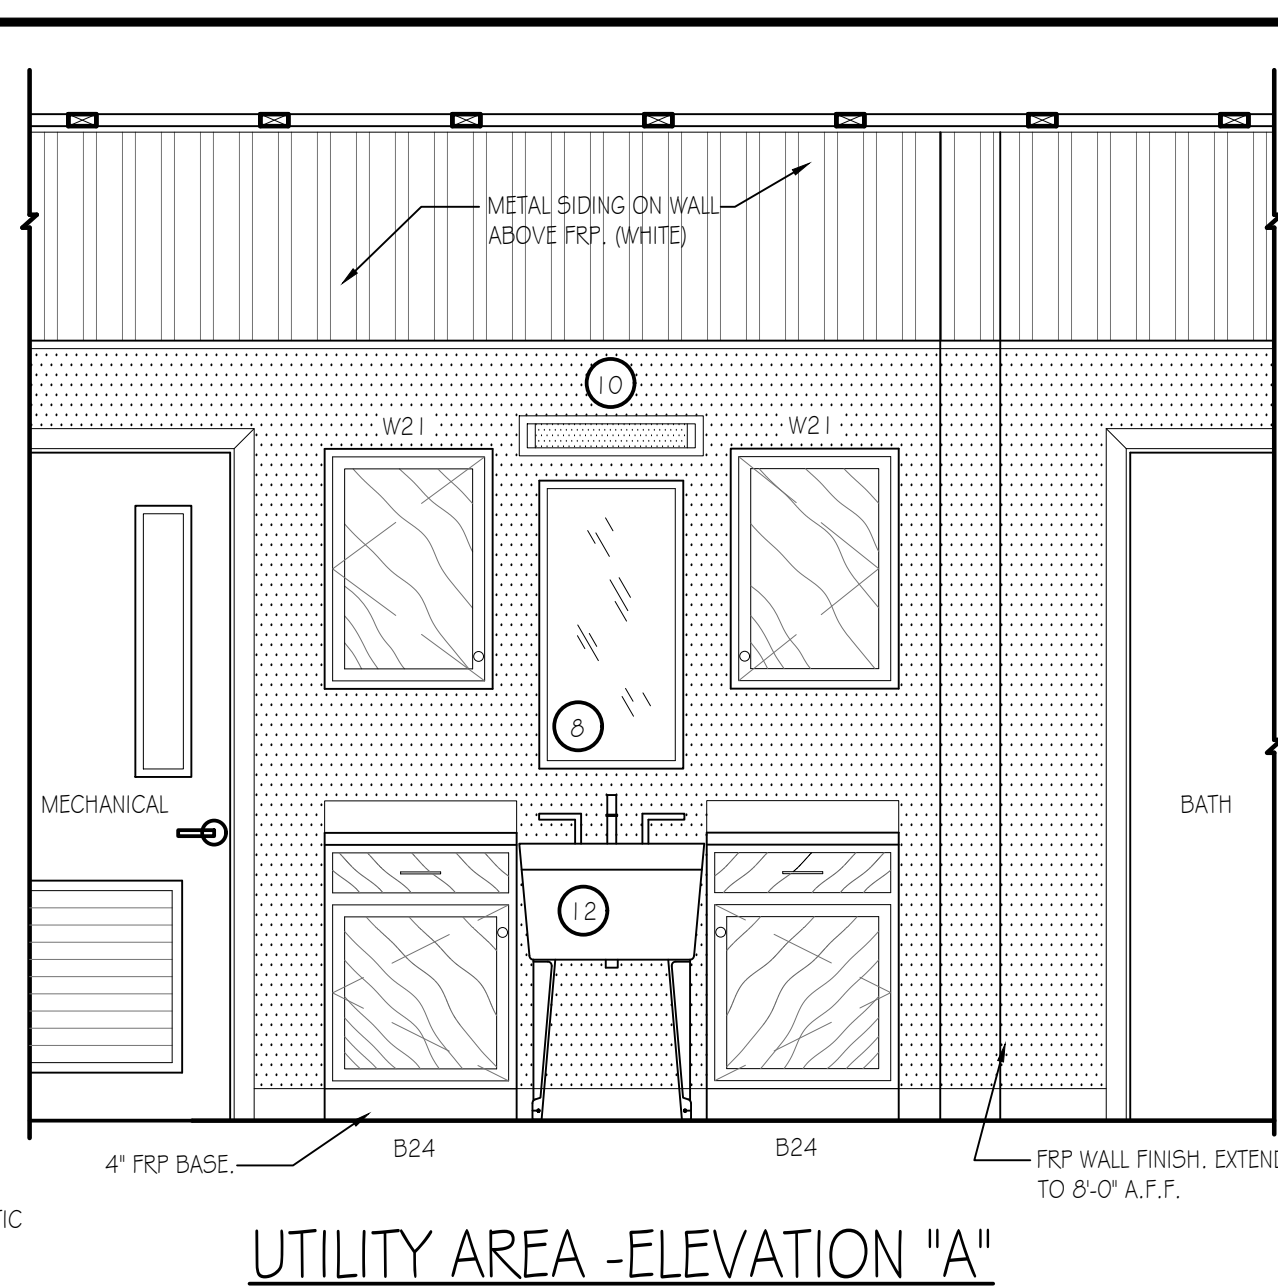 METAL SIDING ON WALL
ABOVE FRP. (WHITE)
10
W21
W21
8
MECHANICAL
BATH
12
4" FRP BASE.
B24
B24
FRP WALL FINISH. EXTEND
TO 8'-0" A.F.F.
TIC
UTILITY AREA -ELEVATION "A"